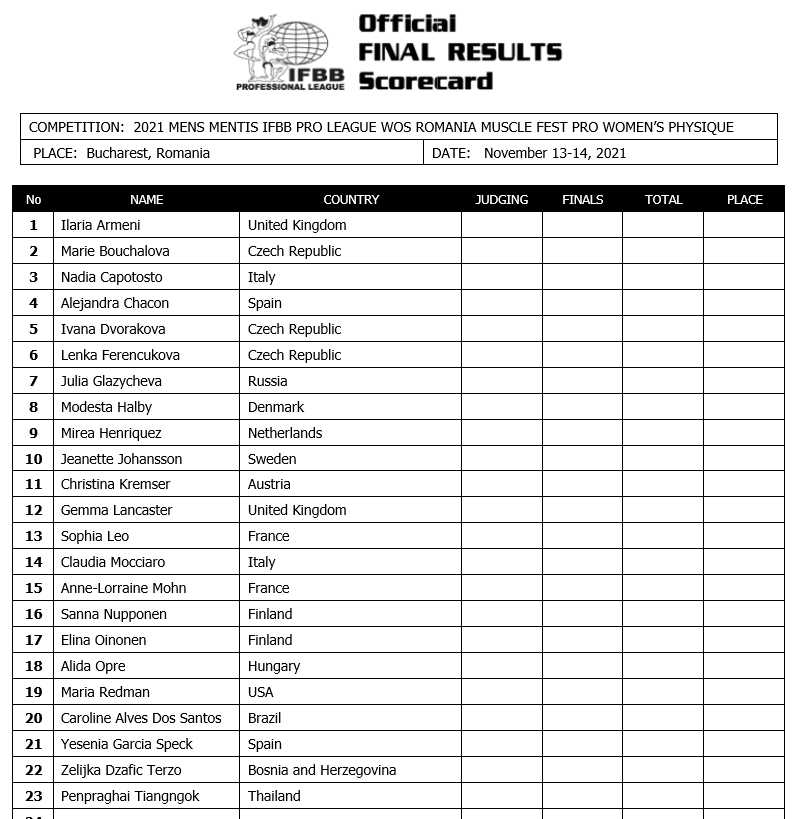 Official
FINAL RESULTS
Scorecard
IFBB
PROFESSIONAL LEAGUE
COMPETITION: 2021 MENS MENTIS IFBB PRO LEAGUE WOS ROMANIA MUSCLE FEST PRO WOMEN'S PHYSIQUE
PLACE: Bucharest, Romania DATE: November 13-14, 2021
No NAME COUNTRY JUDGING FINALS TOTAL PLACE
1 Ilaria Armeni United Kingdom
2 Marie Bouchalova Czech Republic
3 Nadia Capotosto Italy
4 Alejandra Chacon Spain
5 Ivana Dvorakova Czech Republic
6 Lenka Ferencukova Czech Republic
7 Julia Glazycheva Russia
8 Modesta Halby Denmark
9 Mirea Henriquez Netherlands
10 Jeanette Johansson Sweden
11 Christina Kremser Austria
12 Gemma Lancaster United Kingdom
13 Sophia Leo France
14 Claudia Mocciaro Italy
15 Anne-Lorraine Mohn France
16 Sanna Nupponen Finland
17 Elina Oinonen Finland
18 Alida Opre Hungary
19 Maria Redman USA
20 Caroline Alves Dos Santos Brazil
21 Yesenia Garcia Speck Spain
22 Zelijka Dzafic Terzo Bosnia and Herzegovina
23 Penpraghai Tiangngok Thailand